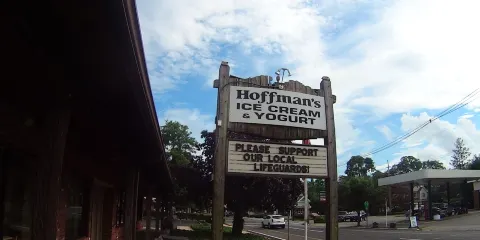 Hoffman's
ICE CREAM
& YOGURT
PLEASE SUPPORT
OUR LOCAL
LIFEGUARDS!